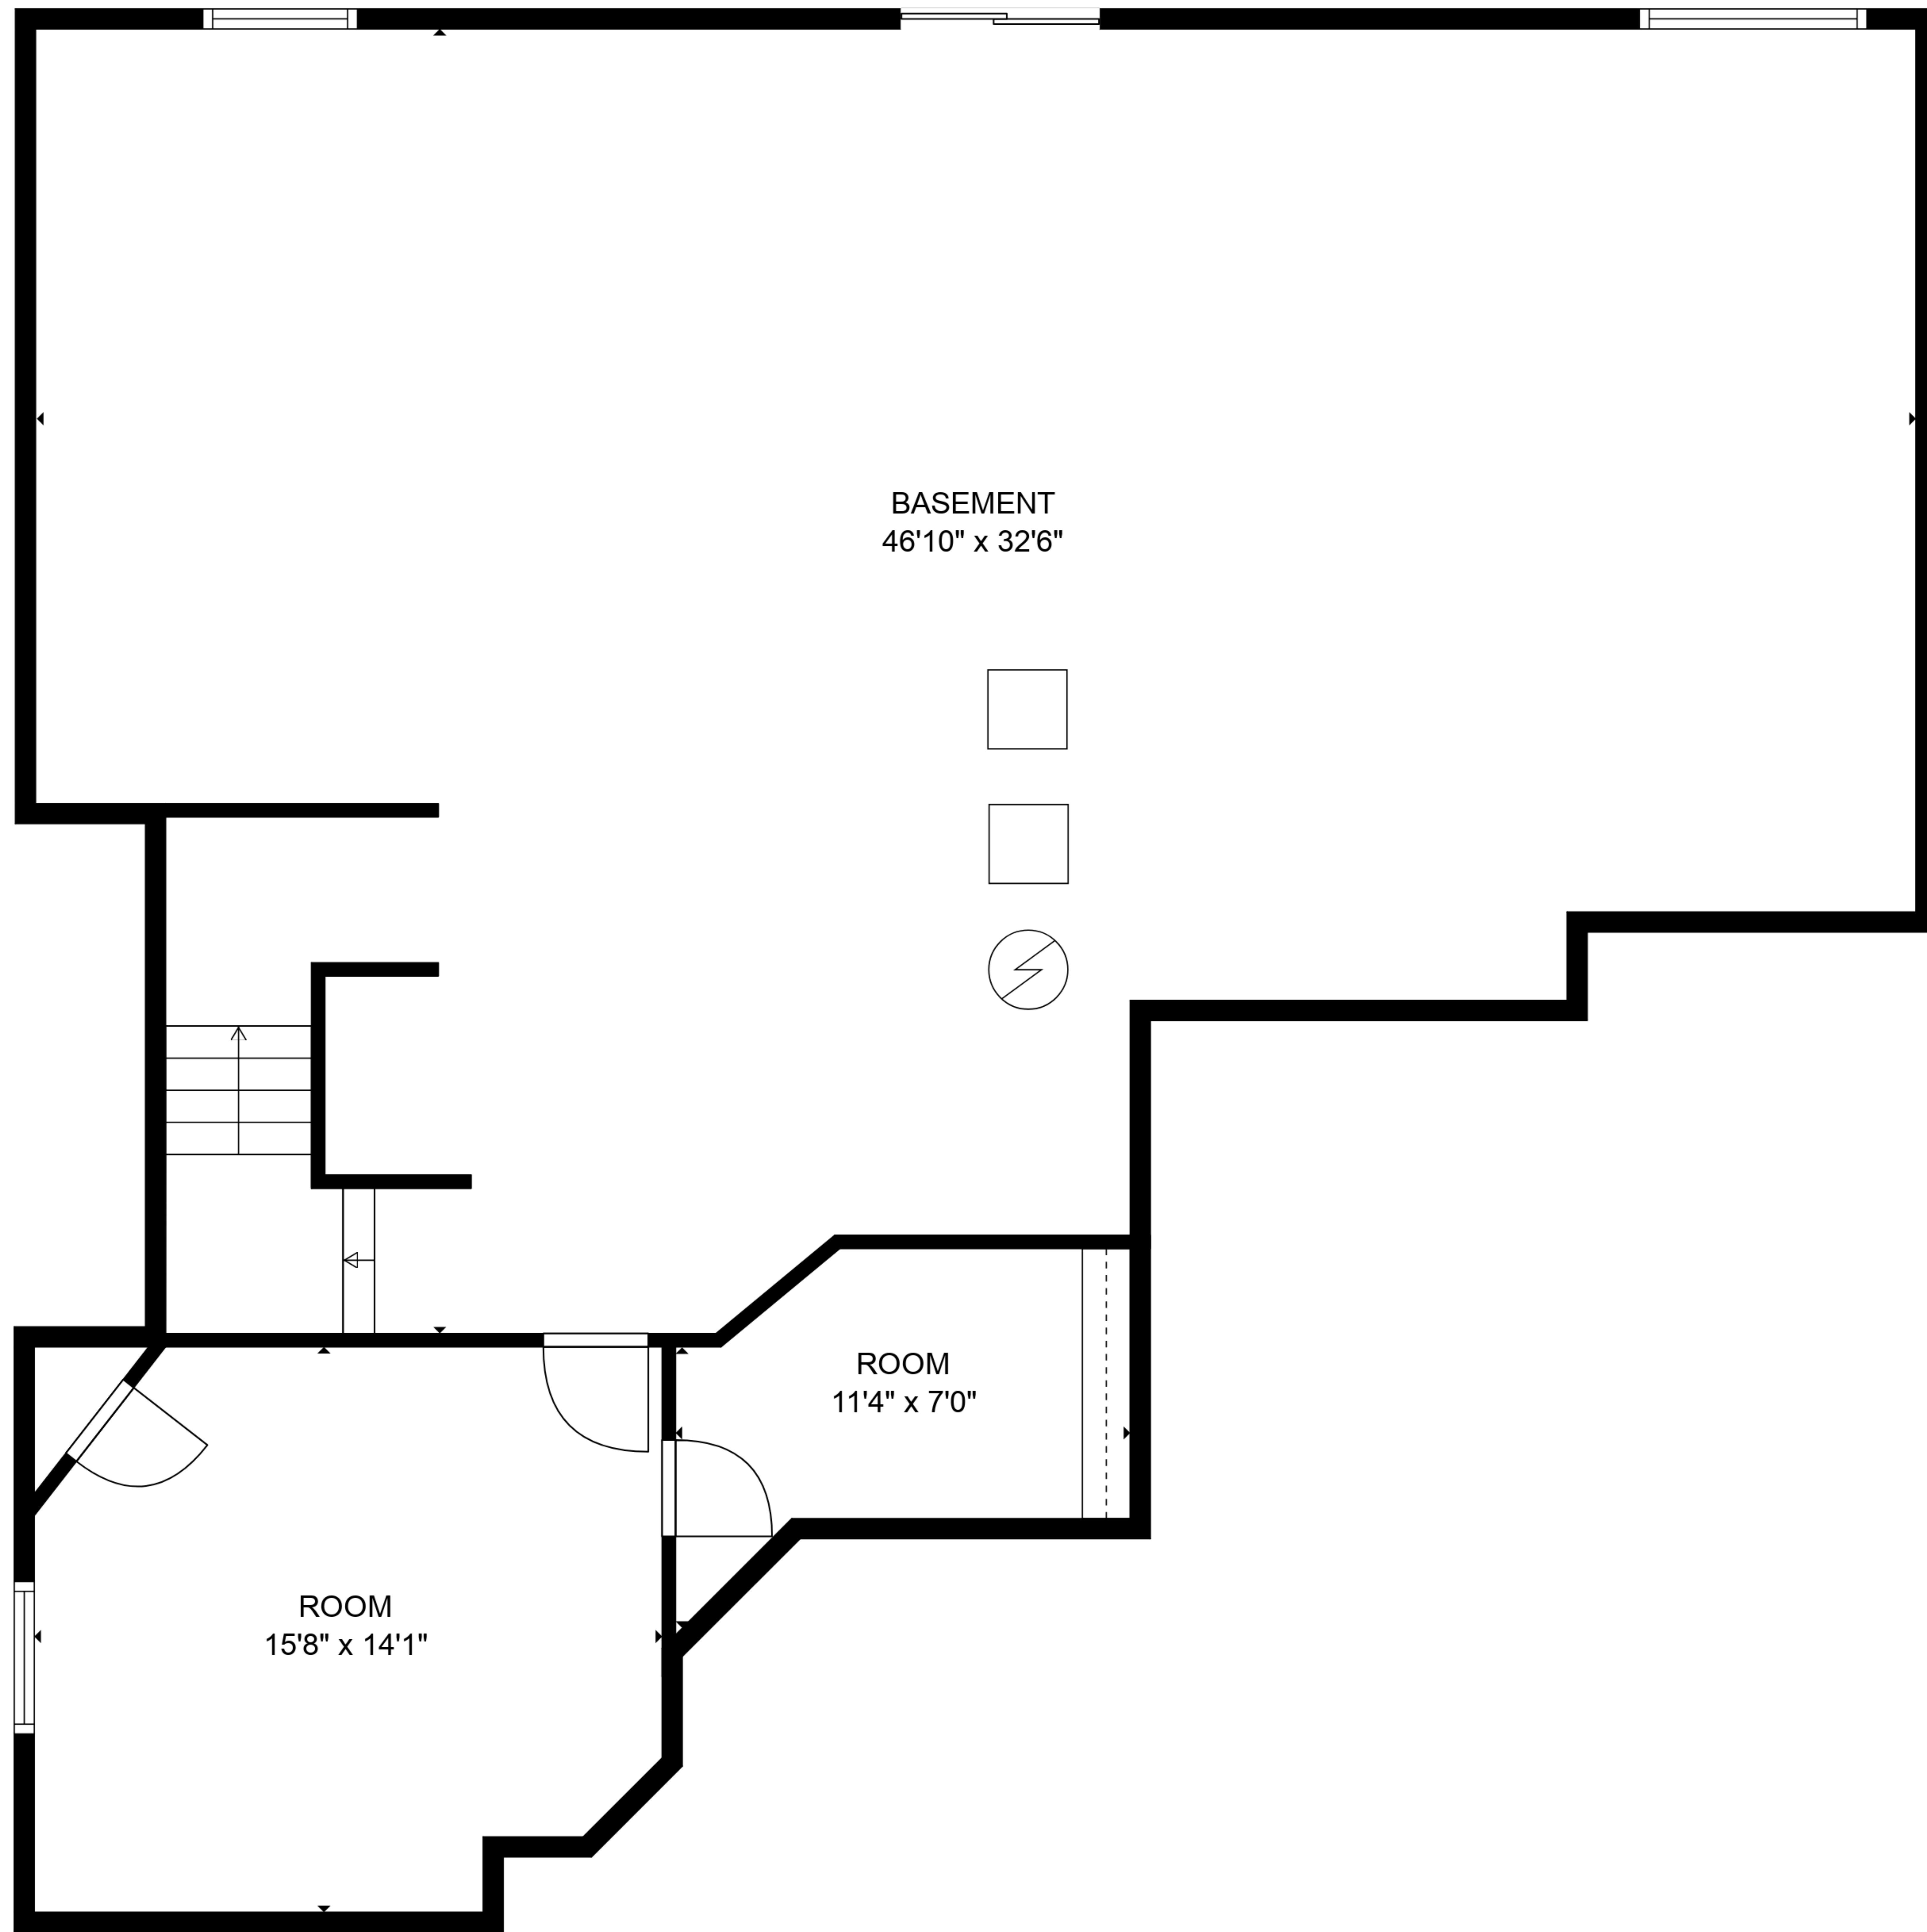 BASEMENT
46'10" x 32'6"
ROOM
11'4" x 7'0"
ROOM
15'8" x 14'1"